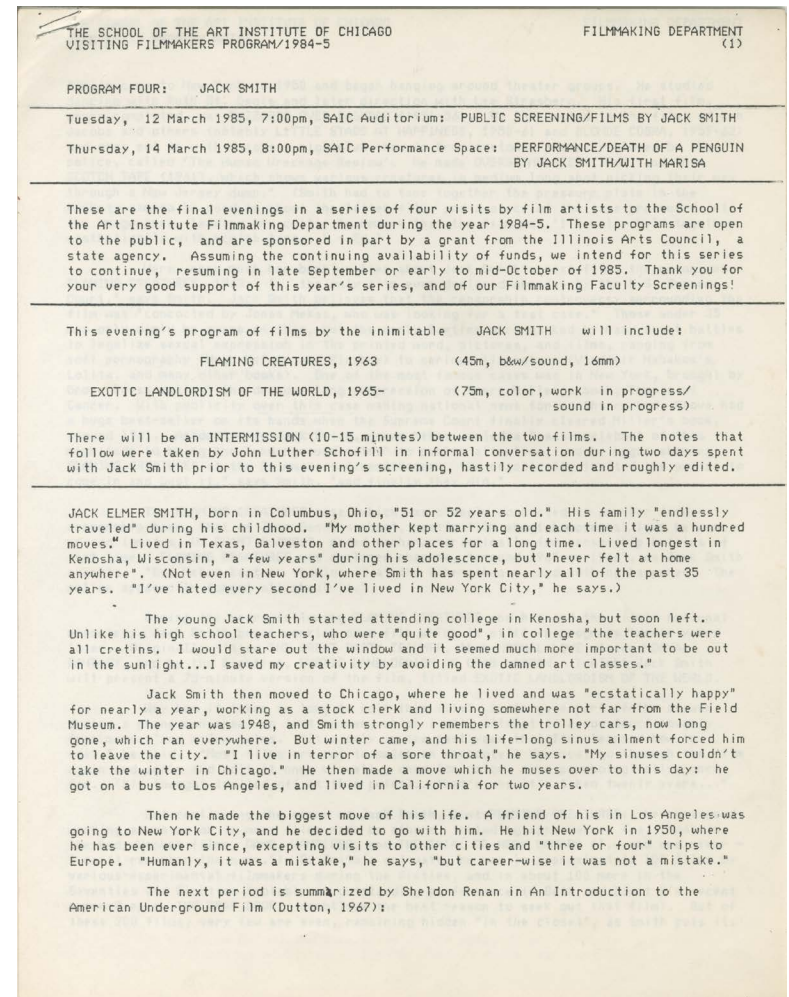 THE SCHOOL OF THE ART INSTITUTE OF CHICAGO FILMMAKING DEPARTMENT
VISITING FILMMAKERS PROGRAM/1984-5 (1)
PROGRAM FOUR: JACK SMITH
Tuesday, 12 March 1985, 7:00pm, SAIC Auditorium: PUBLIC SCREENING/FILMS BY JACK SMITH
Thursday, 14 March 1985, 8:00pm, SAIC Performance Space: PERFORMANCE/DEATH OF A PENGUIN
BY JACK SMITH/WITH MARISA
These are the final evenings in a series of four visits by film artists to the School of
the Art Institute Filmmaking Department during the year 1984-5. These programs are open
to the public, and are sponsored in part by a grant from the Illinois Arts Council, a
state agency. Assuming the continuing availability of funds, we intend for this series
to continue, resuming in late September or early to mid-October of 1985. Thank you for
your very good support of this year's series, and of our Filmmaking Faculty Screenings!
This evening's program of films by the inimitable JACK SMITH will include:
FLAMING CREATURES, 1963 (45m, b&w/sound, 16mm)
EXOTIC LANDLORDISM OF THE WORLD, 1965- (75m, color, work in progress/
sound in progress)
There will be an INTERMISSION (10-15 minutes) between the two films. The notes that
follow were taken by John Luther Schofill in informal conversation during two days spent
with Jack Smith prior to this evening's screening, hastily recorded and roughly edited.
JACK ELMER SMITH, born in Columbus, Ohio, "51 or 52 years old." His family "endlessly
traveled" during his childhood. "My mother kept marrying and each time it was a hundred
moves." Lived in Texas, Galveston and other places for a long time. Lived longest in
Kenosha, Wisconsin, "a few years" during his adolescence, but "never felt at home
anywhere". (Not even in New York, where Smith has spent nearly all of the past 35
years. "I've hated every second I've lived in New York City," he says.)
The young Jack Smith started attending college in Kenosha, but soon left.
Unlike his high school teachers, who were "quite good", in college "the teachers were
all cretins. I would stare out the window and it seemed much more important to be out
in the sunlight...I saved my creativity by avoiding the damned art classes."
Jack Smith then moved to Chicago, where he lived and was "ecstatically happy"
for nearly a year, working as a stock clerk and living somewhere not far from the Field
Museum. The year was 1948, and Smith strongly remembers the trolley cars, now long
gone, which ran everywhere. But winter came, and his life-long sinus ailment forced him
to leave the city. "I live in terror of a sore throat," he says. "My sinuses couldn't
take the winter in Chicago." He then made a move which he muses over to this day: he
got on a bus to Los Angeles, and lived in California for two years.
Then he made the biggest move of his life. A friend of his in Los Angeles was
going to New York City, and he decided to go with him. He hit New York in 1950, where
he has been ever since, excepting visits to other cities and "three or four" trips to
Europe. "Humanly, it was a mistake," he says, "but career-wise it was not a mistake."
The next period is summarized by Sheldon Renan in An Introduction to the
American Underground Film (Dutton, 1967):